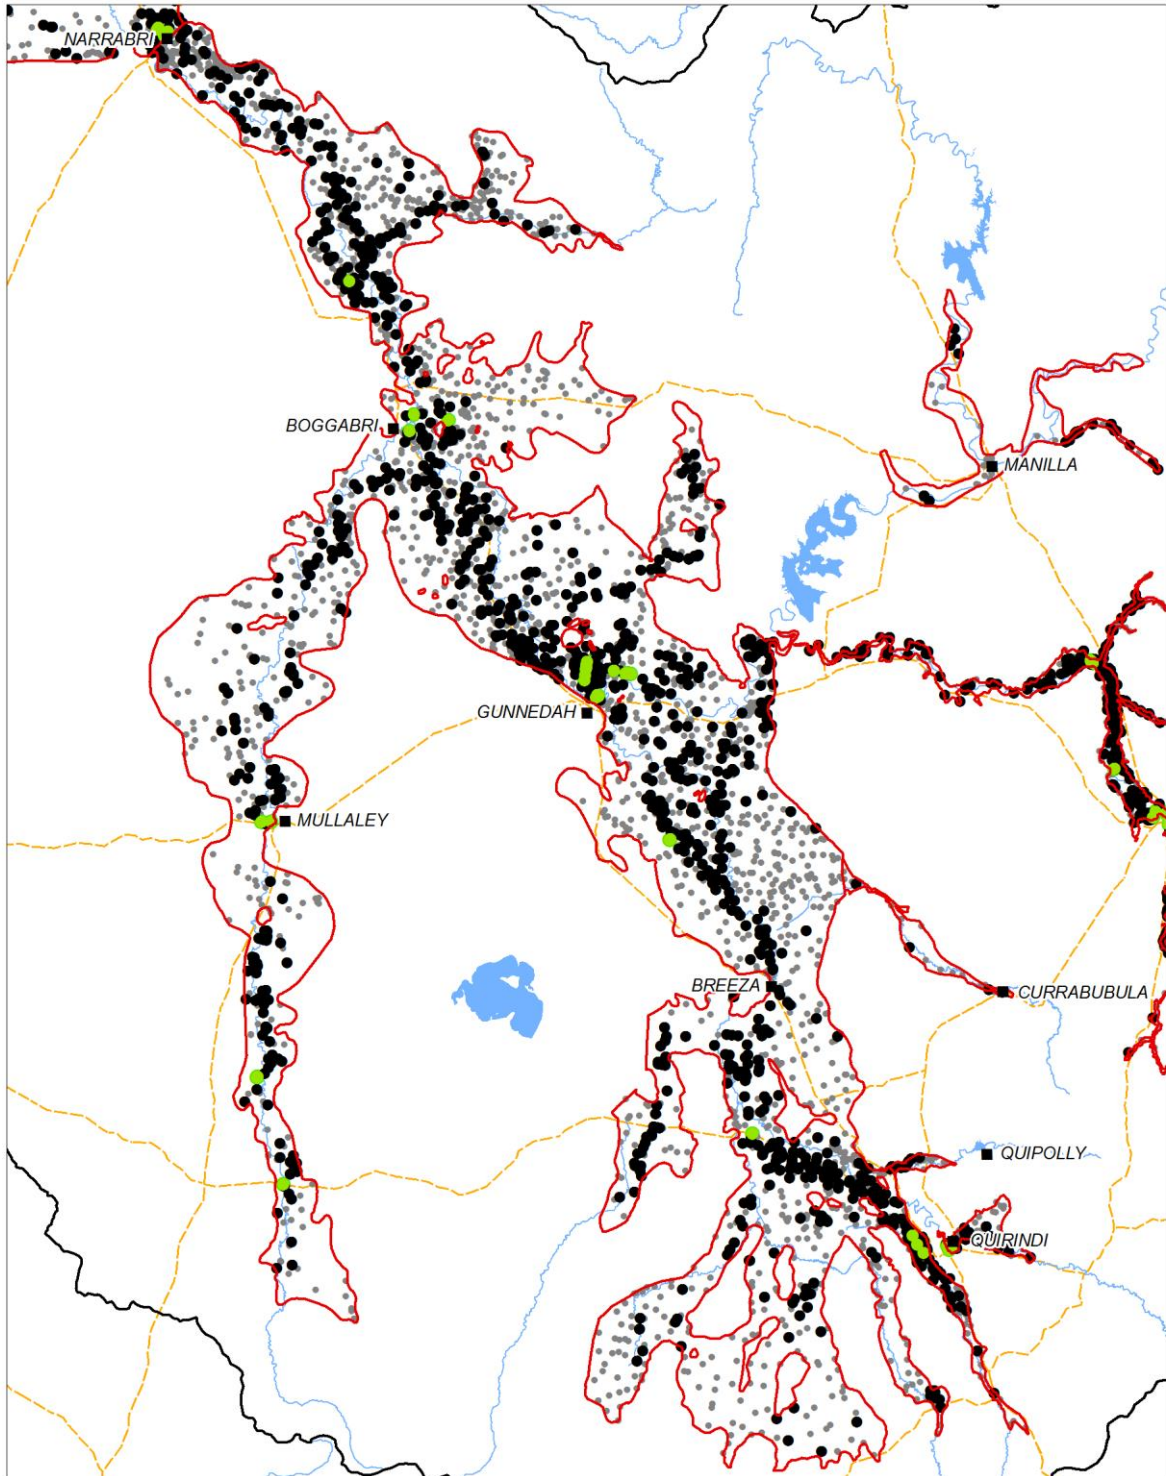 NARRABRI
BOGGABRI
MANILLA
GUNNEDAH
MULLALEY
BREEZA
CURRABUBULA
QUIPOLLY
QUIRINDI